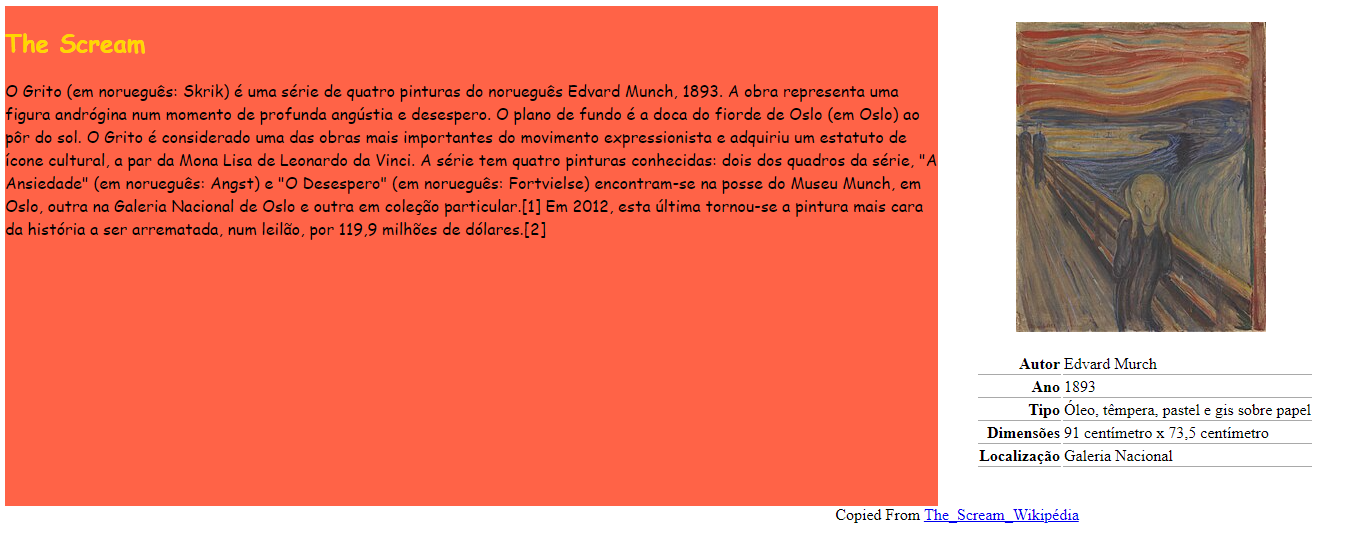 The Scream
O Grito (em norueguês: Skrik) é uma série de quatro pinturas do norueguês Edvard Munch, 1893. A obra representa uma
figura andrógina num momento de profunda angústia e desespero. O plano de fundo é a doca do fiorde de Oslo (em Oslo) ao
pôr do sol. O Grito é considerado uma das obras mais importantes do movimento expressionista e adquiriu um estatuto de
ícone cultural, a par da Mona Lisa de Leonardo da Vinci. A série tem quatro pinturas conhecidas: dois dos quadros da série, "A
Ansiedade" (em norueguês: Angst) e "O Desespero" (em norueguês: Fortvielse) encontram-se na posse do Museu Munch, em
Oslo, outra na Galeria Nacional de Oslo e outra em coleção particular.[1] Em 2012, esta última tornou-se a pintura mais cara
da história a ser arrematada, num leilão, por 119,9 milhões de dólares.[2]
Autor Edvard Murch
Ano 1893
Tipo Óleo, têmpera, pastel e gis sobre papel
Dimensões 91 centímetro x 73,5 centímetro
Localização Galeria Nacional
Copied From The_Scream_Wikipédia